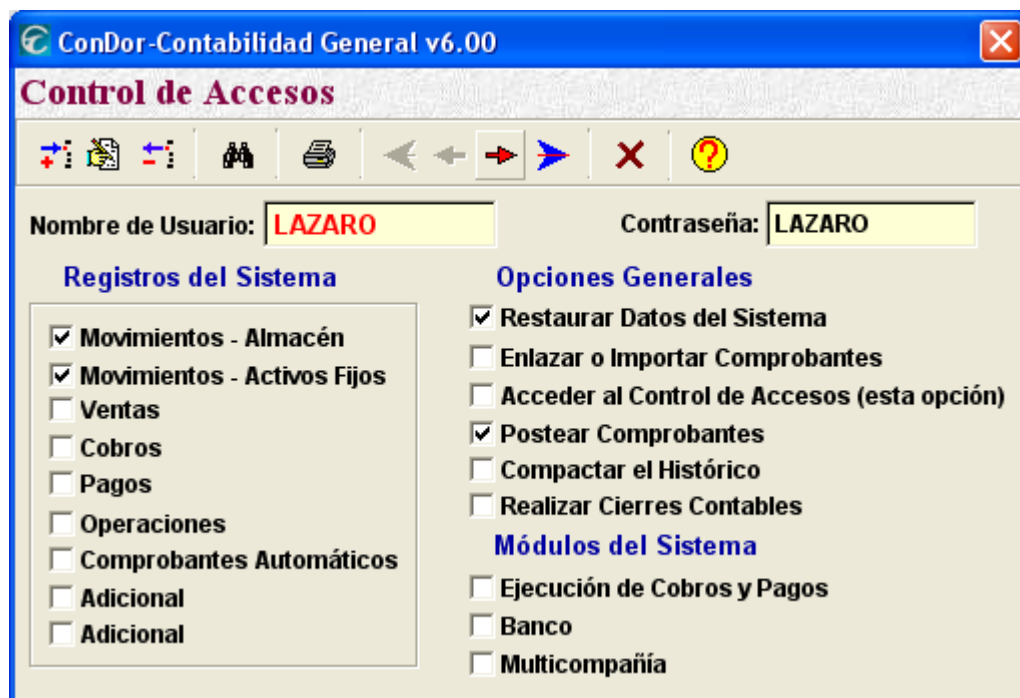 ConDor-Contabilidad General v6.00
Control de Accesos
Nombre de Usuario: LAZARO Contraseña: LAZARO
Registros del Sistema
Movimientos - Almacén
Movimientos - Activos Fijos
Ventas
Cobros
Pagos
Operaciones
Comprobantes Automáticos
Adicional
Adicional
Opciones Generales
Restaurar Datos del Sistema
Enlazar o Importar Comprobantes
Acceder al Control de Accesos (esta opción)
Postear Comprobantes
Compactar el Histórico
Realizar Cierres Contables
Módulos del Sistema
Ejecución de Cobros y Pagos
Banco
Multicompañía